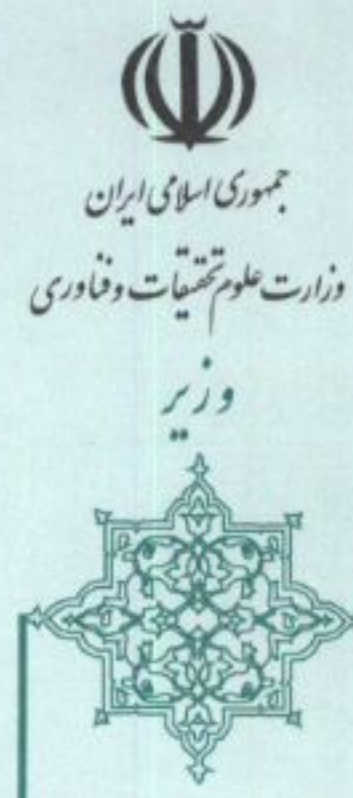 جمهوری اسلامی ایران
وزارت علوم تحقیقات و فناوری
وزیر